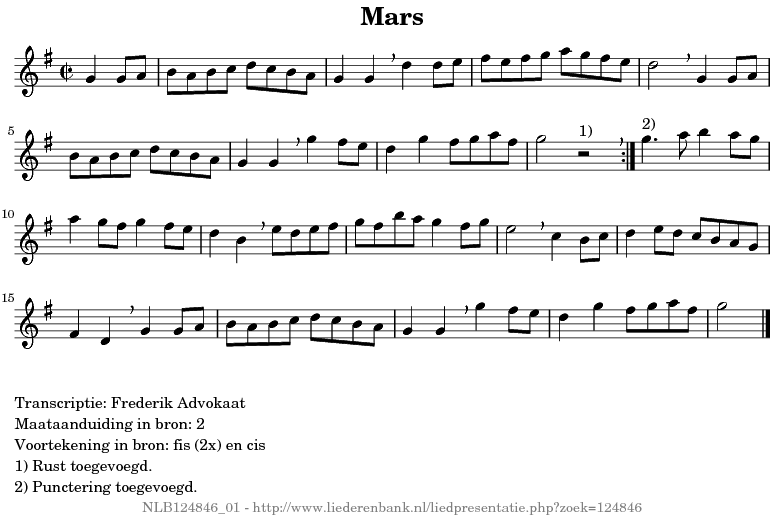 Mars
1)
2)
5
10
15
Transcriptie: Frederik Advokaat
Maataanduiding in bron: 2
Voortekening in bron: fis (2x) en cis
1) Rust toegevoegd.
2) Punctering toegevoegd.
NLB124846_01 - http://www.liederenbank.nl/liedpresentatie.php?zoek=124846